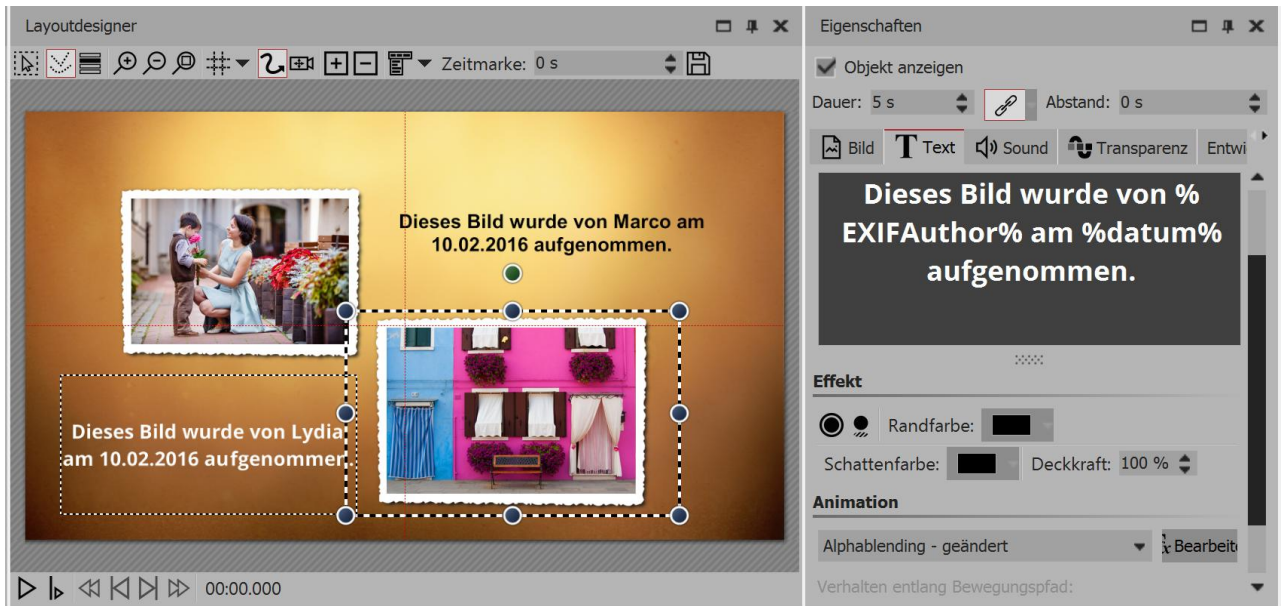 Layoutdesigner
Zeitmarke: 0 s
Dieses Bild wurde von Marco am
10.02.2016 aufgenommen.
Dieses Bild wurde von Lydia
am 10.02.2016 aufgenommen.
00:00.000
Eigenschaften
Objekt anzeigen
Dauer: 5 s Abstand: 0 s
Bild Text Sound Transparenz Entwi
Dieses Bild wurde von %
EXIFAuthor% am %datum%
aufgenommen.
Effekt
Randfarbe:
Schattenfarbe: Deckkraft: 100 %
Animation
Alphablending - geändert Bearbeit
Verhalten entlang Bewegungspfad: